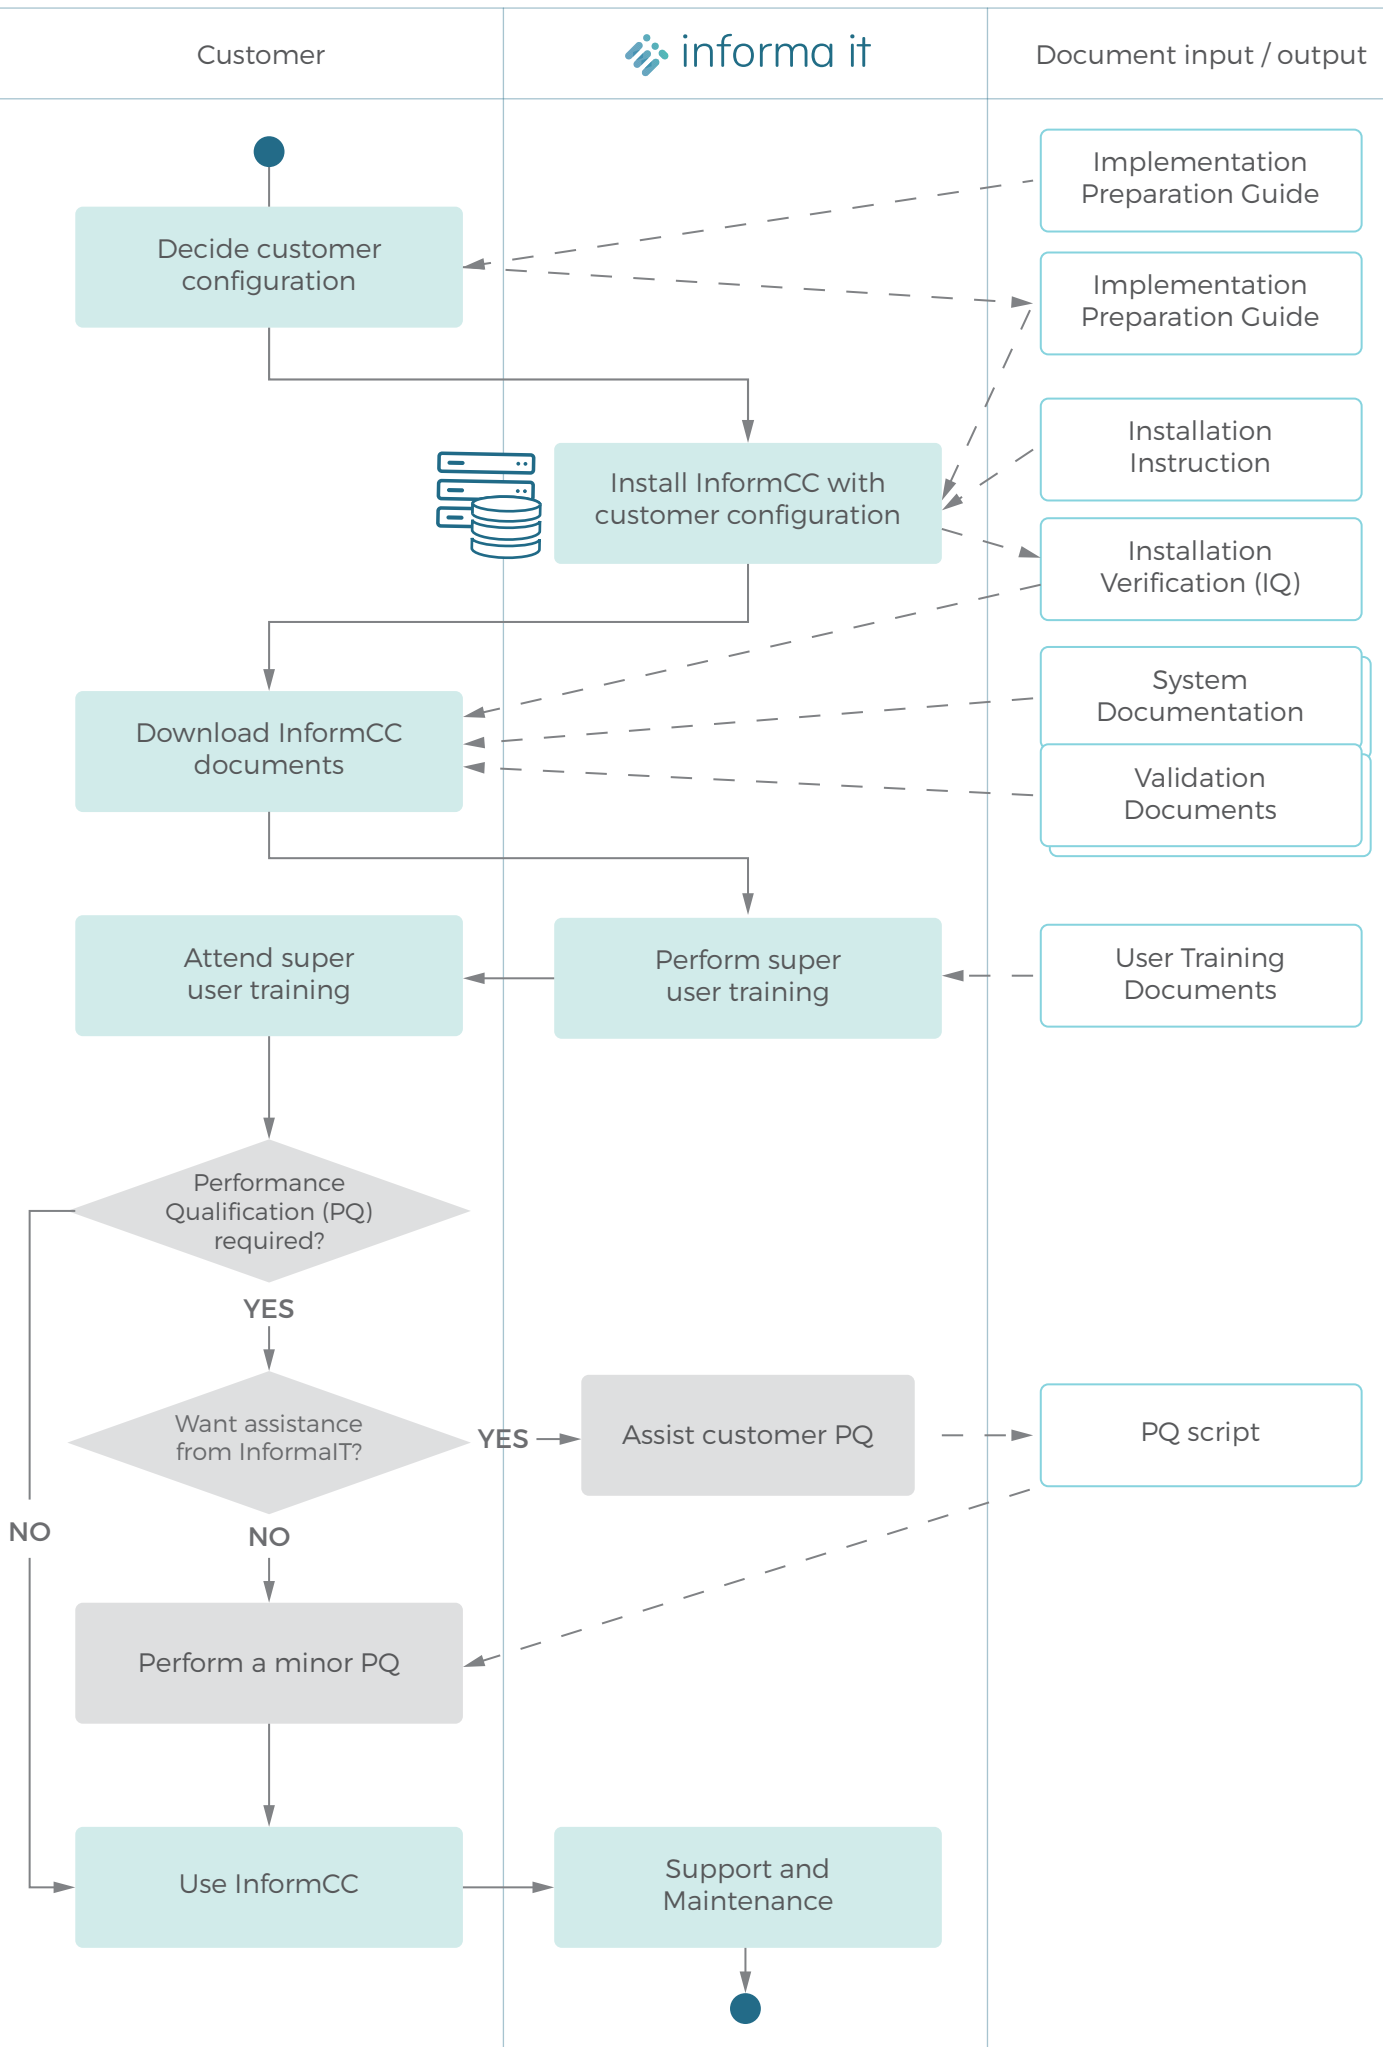 Customer
informa it
Document input / output
Implementation
Preparation Guide
Decide customer
configuration
Implementation
Preparation Guide
Installation
Instruction
Install InformCC with
customer configuration
Installation
Verification (IQ)
System
Documentation
Download InformCC
documents
Validation
Documents
Attend super
user training
Perform super
user training
User Training
Documents
Performance
Qualification (PQ)
required?
YES
Want assistance
from InformaIT?
YES
Assist customer PQ
PQ script
NO
NO
Perform a minor PQ
Use InformCC
Support and
Maintenance